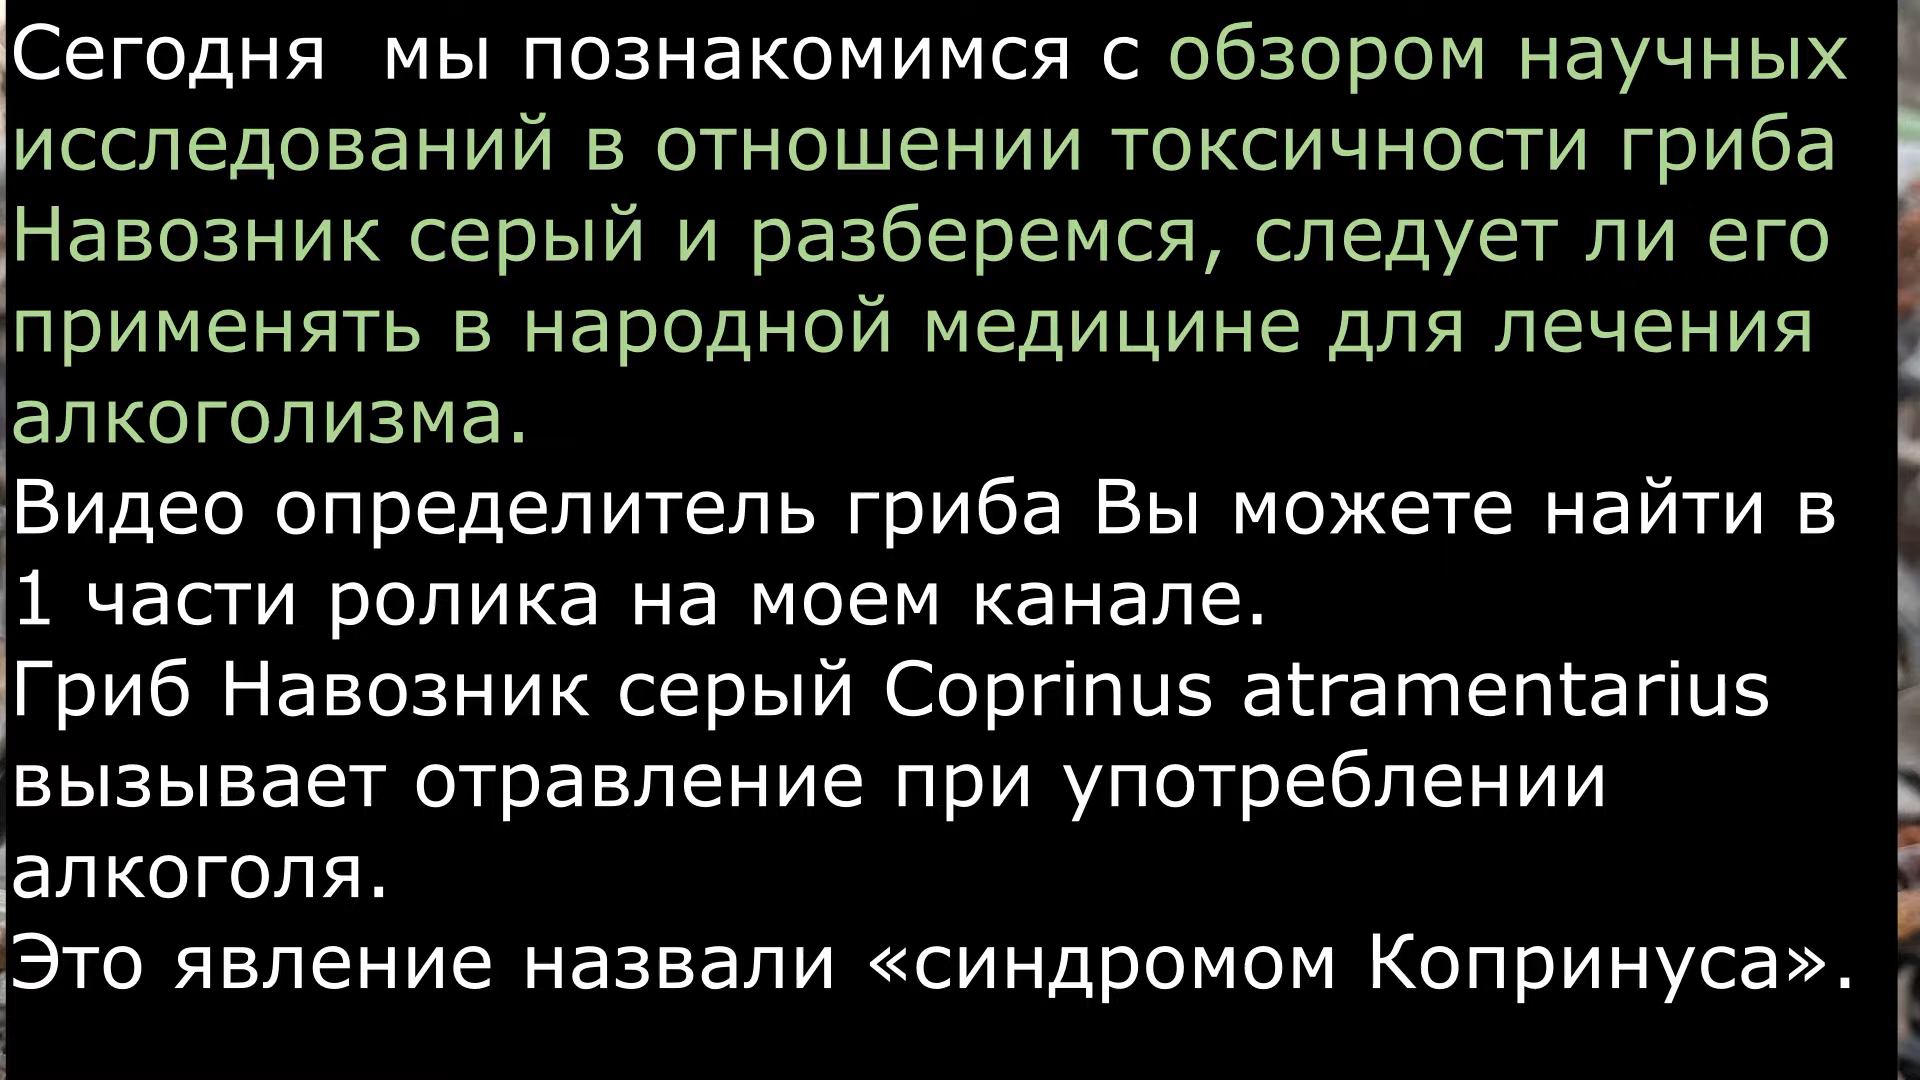 Сегодня  мы познакомимся с обзором научных
исследований в отношении токсичности гриба
Навозник серый и разберемся, следует ли его
применять в народной медицине для лечения
алкоголизма.
Видео определитель гриба Вы можете найти в
1 части ролика на моем канале.
Гриб Навозник серый Coprinus atramentarius
вызывает отравление при употреблении
алкоголя.
Это явление назвали «синдромом Копринуса».